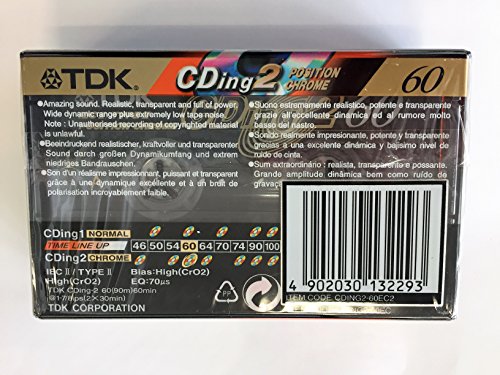 TDK CDing2 POSITION CHROME 60
●Amazing sound. Realistic, transparent and full of power. Wide dynamic range plus extremely low tape noise.
Note : Unauthorised recording of copyrighted material is unlawful.
●Beeindruckend realistischer, kraftvoller und transparenter Sound durch großen Dynamikumfang und extrem niedriges Bandrauschen.
●Son d'un réalisme impressionnant, puissant et transparent grâce à une dynamique excellente et à un bruit de polarisation incroyablement faible.
●Suono estremamente realistico, potente e trasparente grazie all'eccellente dinamica ed al rumore molto basso del nastro.
●Sonido realmente impresionante, potente y transparente gracias a una excelente dinámica y bajísimo nivel de ruido de cinta.
●Som extraordinário : realista, transparente e possante. Grande amplitude dinâmica bem como ruído de
CDing1 NORMAL
TIME LINE UP 46 50 54 60 64 70 74 90 100
CDing2 CHROME
IEC II / TYPE II Bias:High(CrO2)
High(CrO2) EQ:70μs
TDK CDing-2 60(90m)60min
@1-7/8ips(2×30min)
TDK CORPORATION
PP
4 902030 132293
ITEM CODE CDING2-60EC2